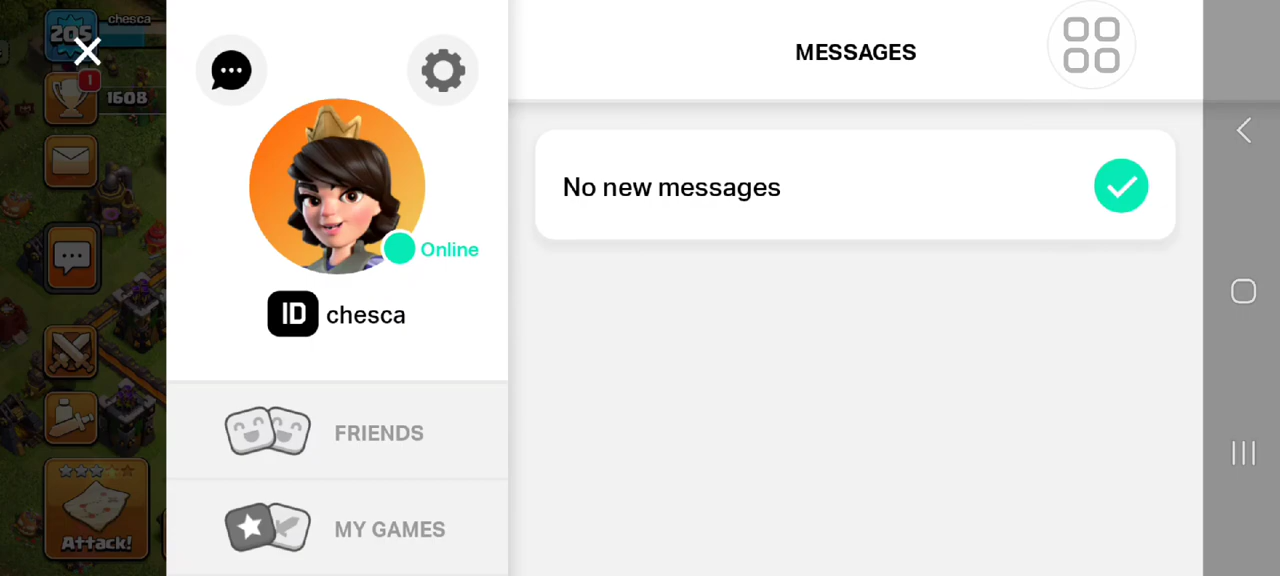 chesca
205
1
1608
Attack!
Online
ID chesca
FRIENDS
MY GAMES
MESSAGES
No new messages